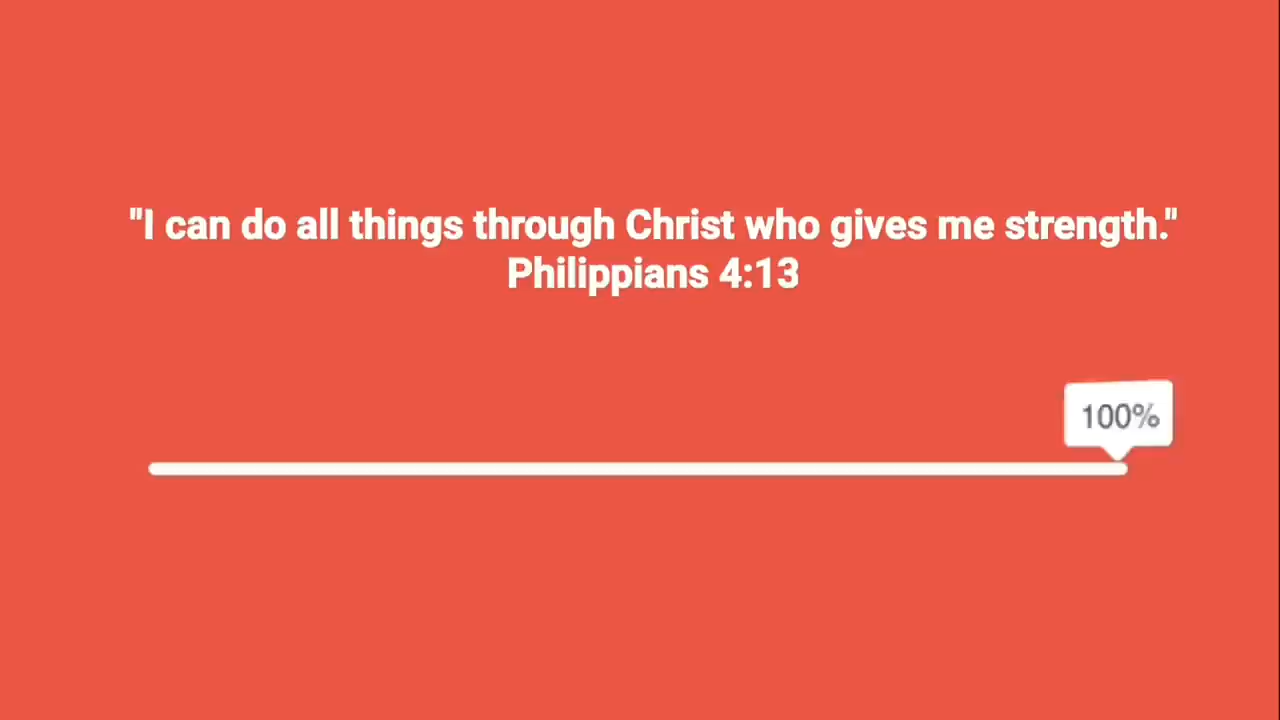 "I can do all things through Christ who gives me strength."
Philippians 4:13
100%